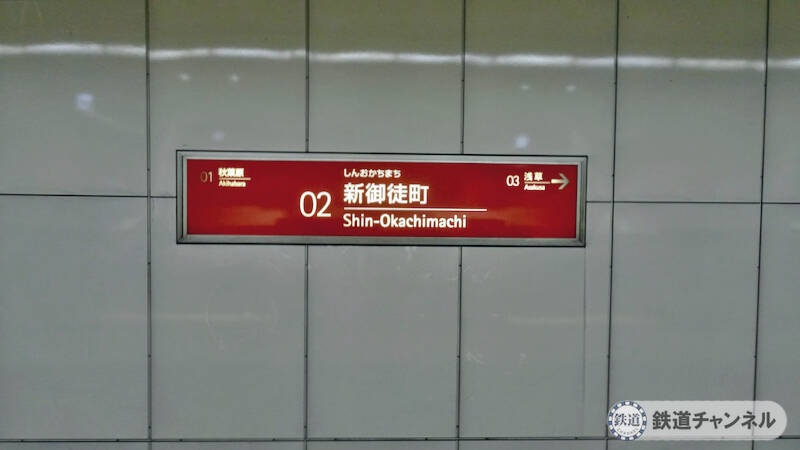 01 秋葉原
Akihabara
しんおかちまち
02 新御徒町
Shin-Okachimachi
03 浅草
Asakusa
鉄道 鉄道チャンネル